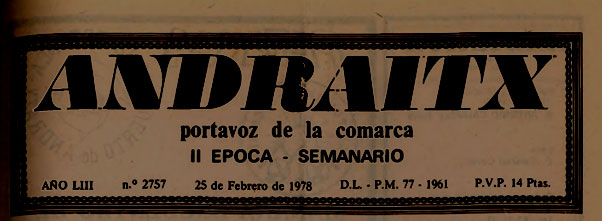 ANDRAITX
portavoz de la comarca
II EPOCA - SEMANARIO
AÑO LIII n.º 2757 25 de Febrero de 1978 D.L. - P.M. 77 - 1961 P.V.P. 14 Ptas.